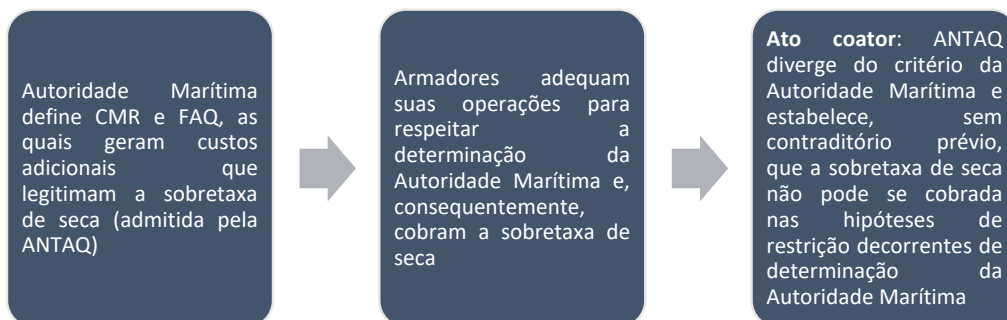 Autoridade Marítima
define CMR e FAQ, as
quais geram custos
adicionais que
legitimam a sobretaxa
de seca (admitida pela
ANTAQ)
Armadores adequam
suas operações para
respeitar a
determinação da
Autoridade Marítima e,
consequentemente,
cobram a sobretaxa de
seca
Ato coator: ANTAQ
diverge do critério da
Autoridade Marítima e
estabelece, sem
contraditório prévio,
que a sobretaxa de seca
não pode se cobrada
nas hipóteses de
restrição decorrentes de
determinação da
Autoridade Marítima